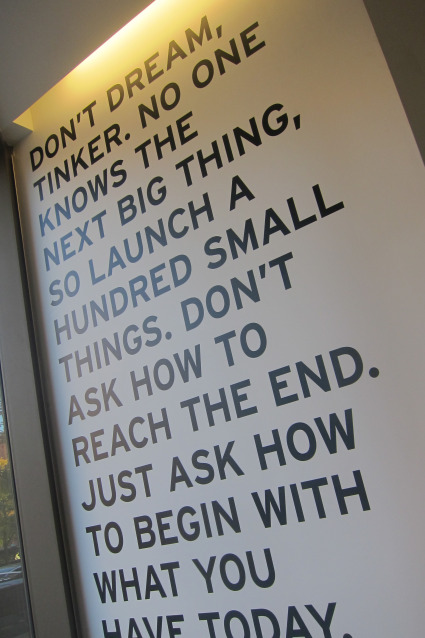 DON'T DREAM,
TINKER. NO ONE
KNOWS THE
NEXT BIG THING,
SO LAUNCH A
HUNDRED SMALL
THINGS. DON'T
ASK HOW TO
REACH THE END.
JUST ASK HOW
TO BEGIN WITH
WHAT YOU
HAVE TODAY.